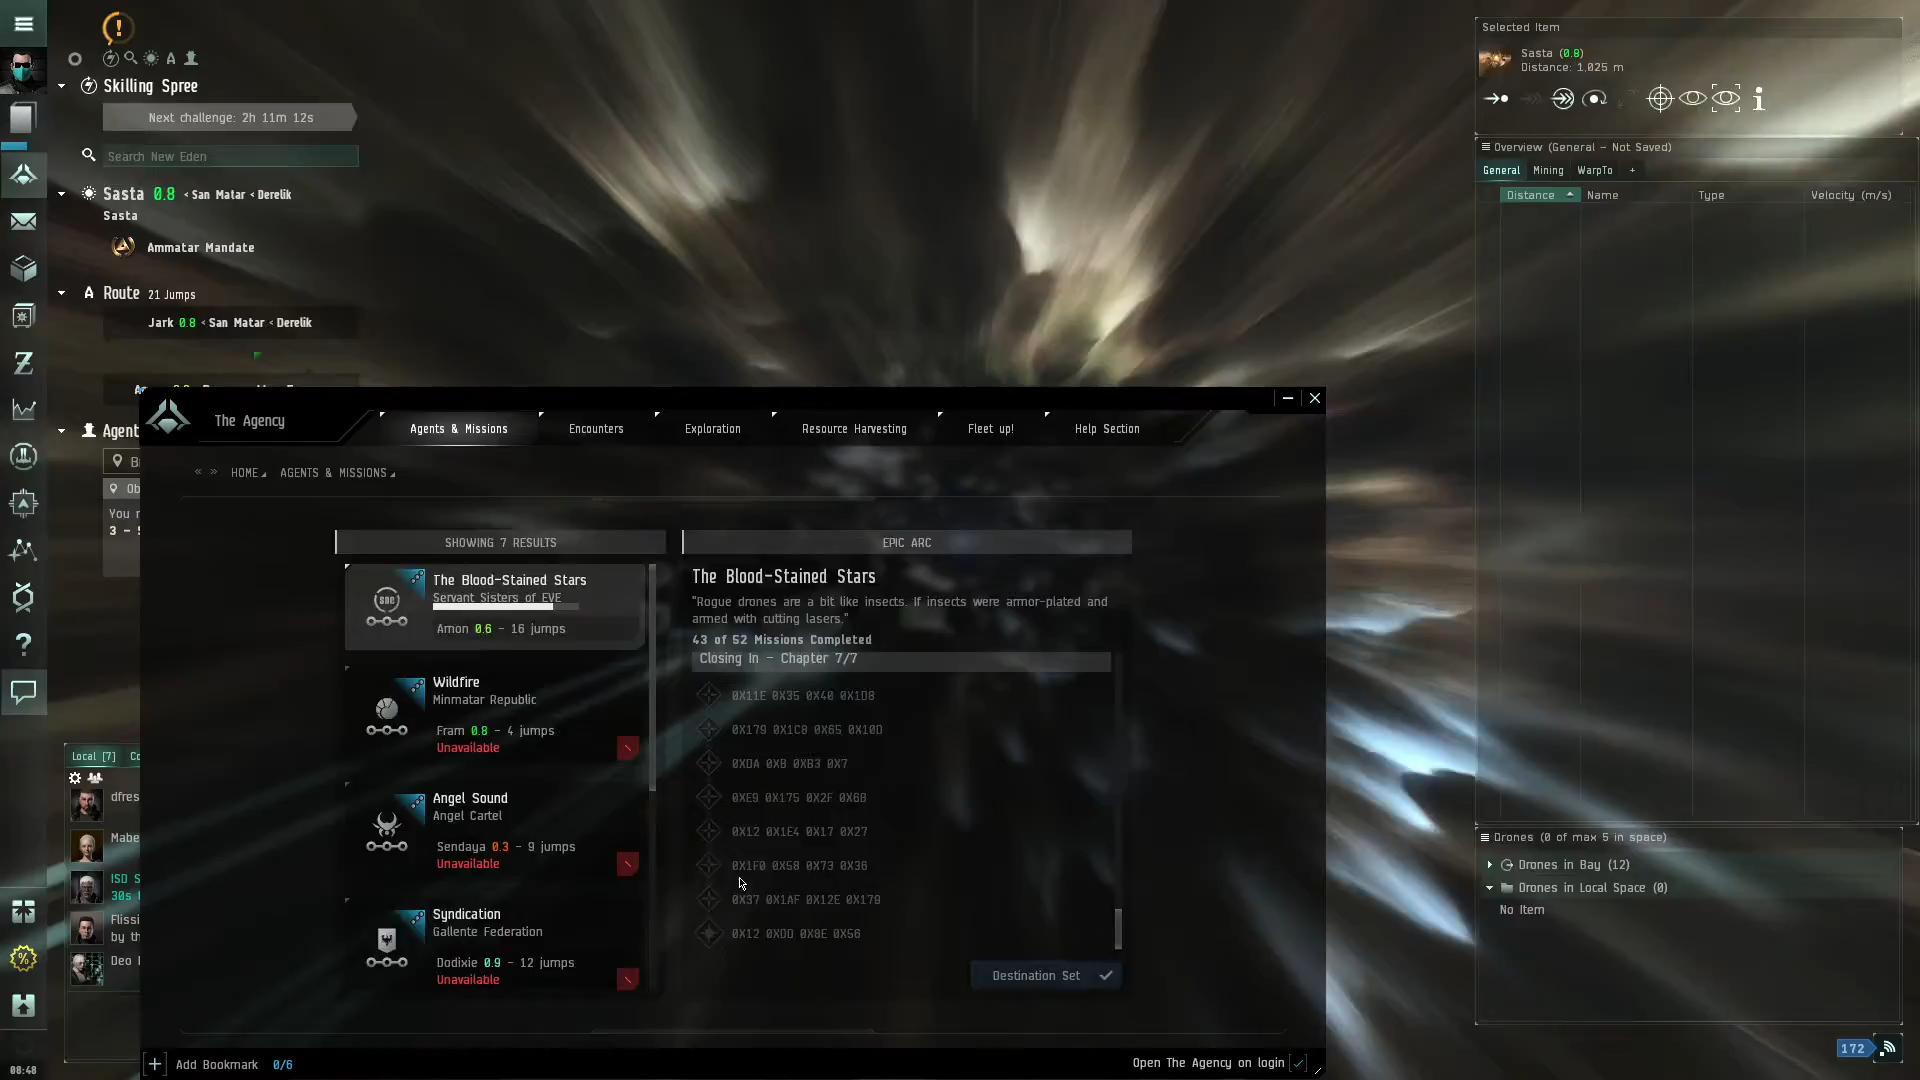 Skilling Spree
Next challenge: 2h 11m 12s
Search New Eden
Sasta 0.8 < San Matar < Derelik
Sasta
Ammatar Mandate
Route 21 Jumps
Jark 0.8 < San Matar < Derelik
Agent
Ob
You r
3 -
Local [7]
dfres
Mabe
ISD S
30s
Flissi
by th
Deo
08:48
The Agency
Agents & Missions
Encounters
Exploration
Resource Harvesting
Fleet up!
Help Section
« » HOME AGENTS & MISSIONS
SHOWING 7 RESULTS
The Blood-Stained Stars
Servant Sisters of EVE
Arnon 0.6 - 16 jumps
Wildfire
Minmatar Republic
Fram 0.8 - 4 jumps
Unavailable
Angel Sound
Angel Cartel
Sendaya 0.3 - 9 jumps
Unavailable
Syndication
Gallente Federation
Dodixie 0.9 - 12 jumps
Unavailable
EPIC ARC
The Blood-Stained Stars
"Rogue drones are a bit like insects. If insects were armor-plated and
armed with cutting lasers."
43 of 52 Missions Completed
Closing In - Chapter 7/7
0X11E 0X35 0X40 0X1D8
0X179 0X1C8 0X65 0X10D
0XDA 0XB 0XB3 0X7
0XE9 0X175 0X2F 0X6B
0X12 0X1E4 0X17 0X27
0X1F0 0X58 0X73 0X36
0X37 0X1AF 0X12E 0X179
0X12 0XDD 0X8E 0X56
Destination Set
Add Bookmark 0/6
Open The Agency on login
Selected Item
Sasta (0.8)
Distance: 1,025 m
Overview (General - Not Saved)
General Mining WarpTo +
Distance Name Type Velocity (m/s)
Drones (0 of max 5 in space)
Drones in Bay (12)
Drones in Local Space (0)
No Item
172